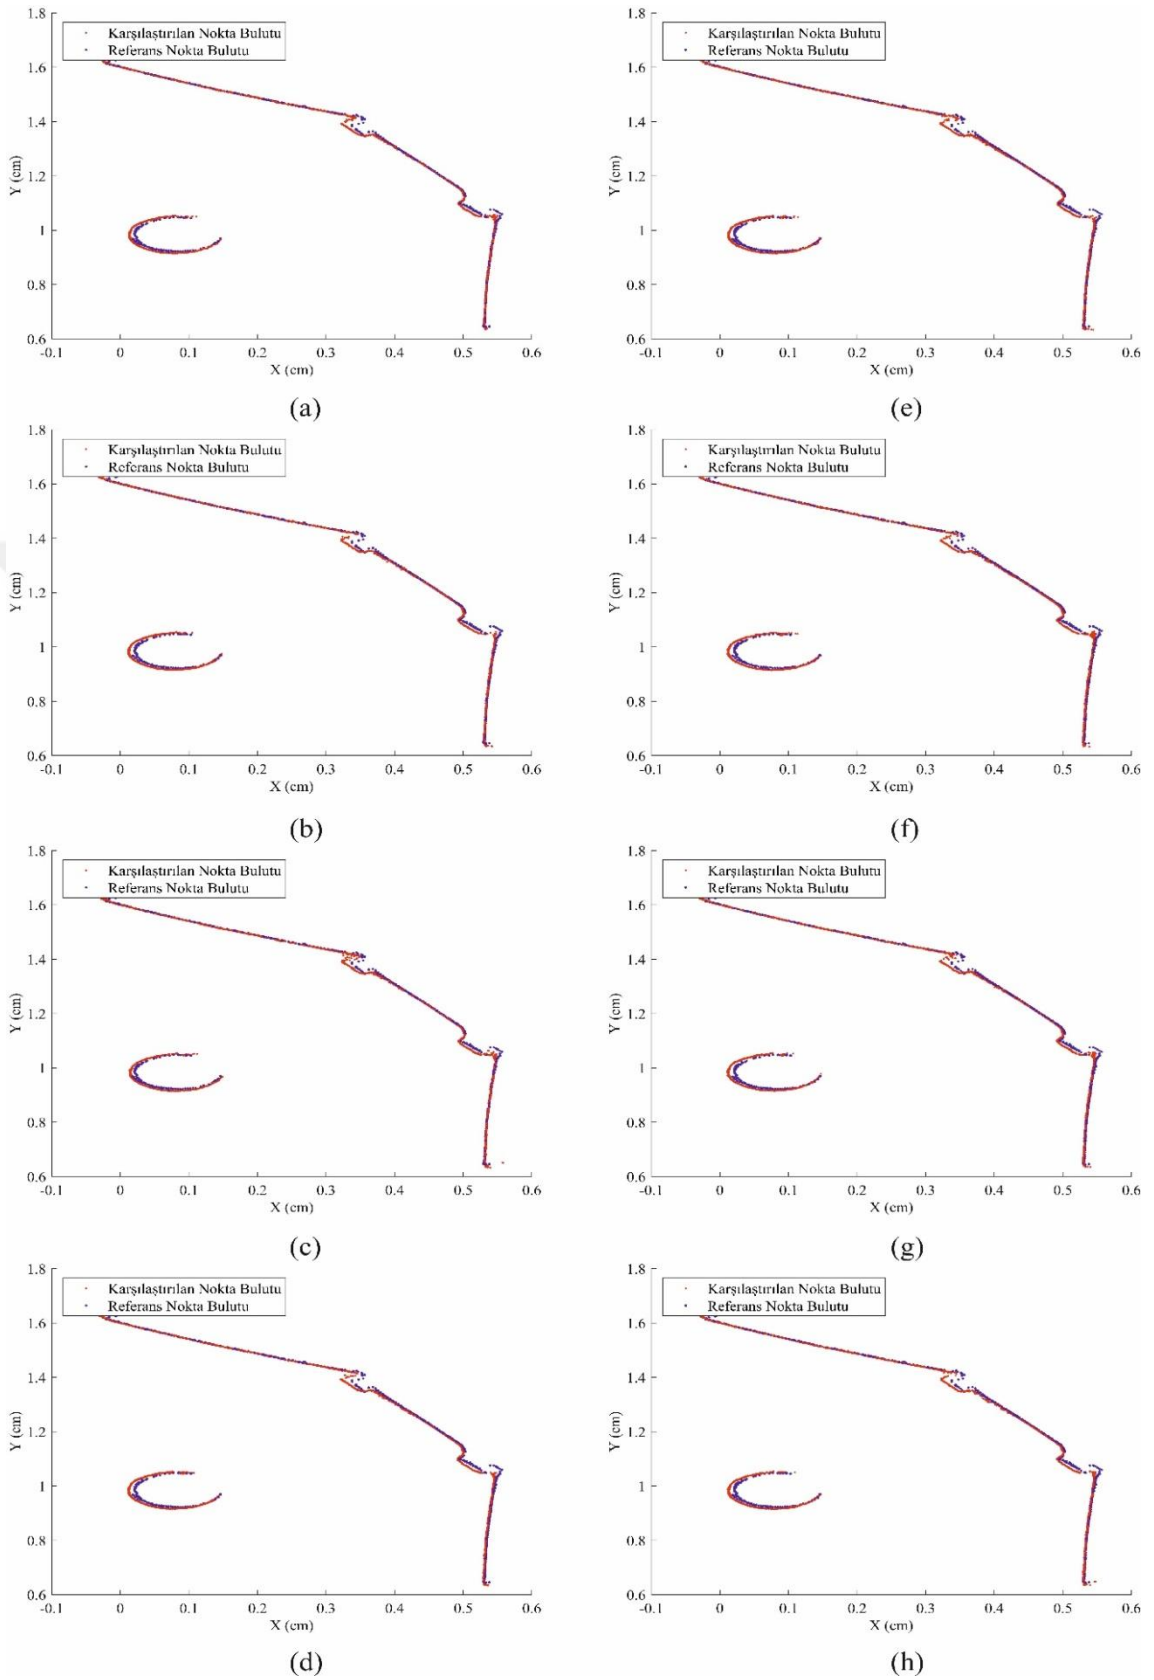 1.8
Karşılaştırılan Nokta Bulutu
Referans Nokta Bulutu
1.6
1.4
1.2
1
0.8
0.6
Y (cm)
-0.1 0 0.1 0.2 0.3 0.4 0.5 0.6
X (cm)
(a)
1.8
Karşılaştırılan Nokta Bulutu
Referans Nokta Bulutu
1.6
1.4
1.2
1
0.8
0.6
Y (cm)
-0.1 0 0.1 0.2 0.3 0.4 0.5 0.6
X (cm)
(e)
1.8
Karşılaştırılan Nokta Bulutu
Referans Nokta Bulutu
1.6
1.4
1.2
1
0.8
0.6
Y (cm)
-0.1 0 0.1 0.2 0.3 0.4 0.5 0.6
X (cm)
(b)
1.8
Karşılaştırılan Nokta Bulutu
Referans Nokta Bulutu
1.6
1.4
1.2
1
0.8
0.6
Y (cm)
-0.1 0 0.1 0.2 0.3 0.4 0.5 0.6
X (cm)
(f)
1.8
Karşılaştırılan Nokta Bulutu
Referans Nokta Bulutu
1.6
1.4
1.2
1
0.8
0.6
Y (cm)
-0.1 0 0.1 0.2 0.3 0.4 0.5 0.6
X (cm)
(c)
1.8
Karşılaştırılan Nokta Bulutu
Referans Nokta Bulutu
1.6
1.4
1.2
1
0.8
0.6
Y (cm)
-0.1 0 0.1 0.2 0.3 0.4 0.5 0.6
X (cm)
(g)
1.8
Karşılaştırılan Nokta Bulutu
Referans Nokta Bulutu
1.6
1.4
1.2
1
0.8
0.6
Y (cm)
-0.1 0 0.1 0.2 0.3 0.4 0.5 0.6
X (cm)
(d)
1.8
Karşılaştırılan Nokta Bulutu
Referans Nokta Bulutu
1.6
1.4
1.2
1
0.8
0.6
Y (cm)
-0.1 0 0.1 0.2 0.3 0.4 0.5 0.6
X (cm)
(h)